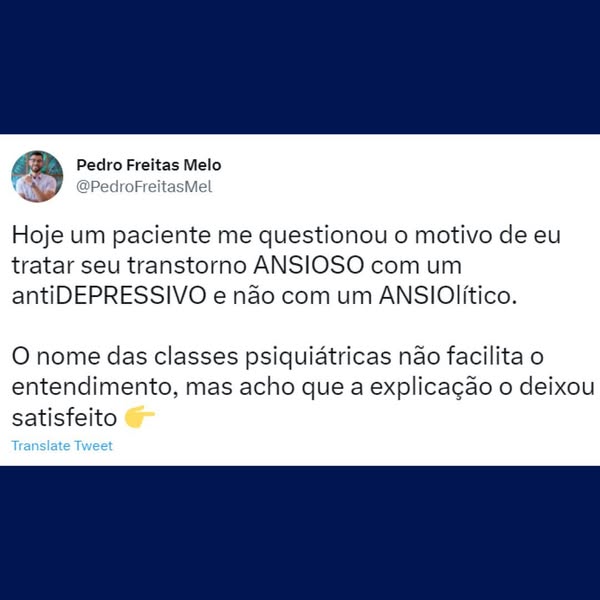 Pedro Freitas Melo
@PedroFreitasMel
Hoje um paciente me questionou o motivo de eu
tratar seu transtorno ANSIOSO com um
antiDEPRESSIVO e não com um ANSIOlítico.
O nome das classes psiquiátricas não facilita o
entendimento, mas acho que a explicação o deixou
satisfeito 👉
Translate Tweet